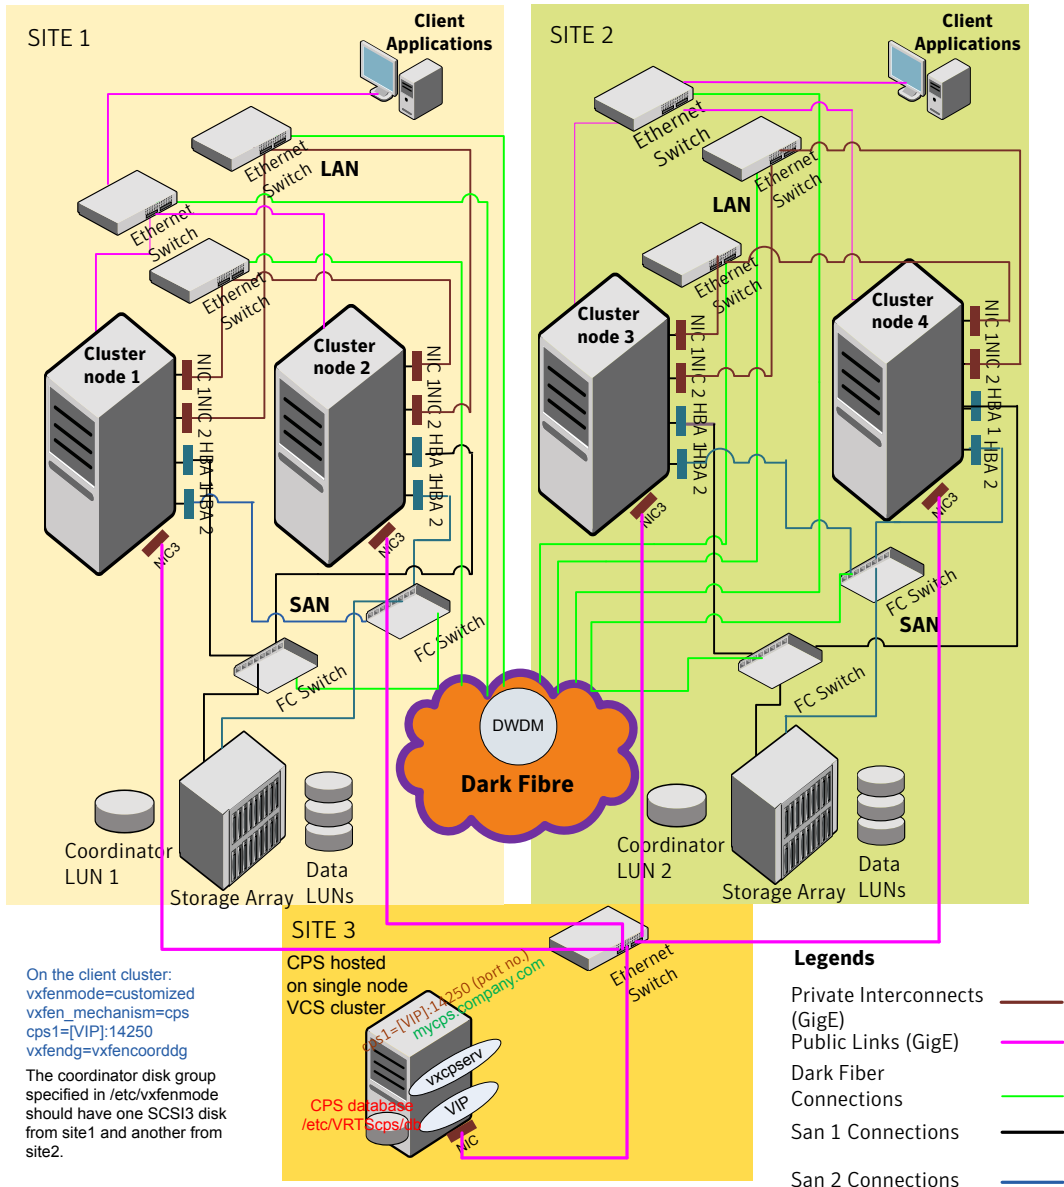 SITE 1
Client
Applications
Ethernet
Switch
LAN
Ethernet
Switch
Ethernet
Switch
Cluster
node 1
NIC 1
NIC 2
HBA 1
HBA 2
NIC3
Cluster
node 2
NIC 1
NIC 2
HBA 1
HBA 2
NIC3
SAN
FC Switch
FC Switch
Coordinator
LUN 1
Storage Array
Data
LUNs
SITE 2
Client
Applications
Ethernet
Switch
Ethernet
Switch
LAN
Ethernet
Switch
Cluster
node 3
NIC 1
NIC 2
HBA 1
HBA 2
NIC3
Cluster
node 4
NIC 1
NIC 2
HBA 1
HBA 2
NIC3
FC Switch
SAN
FC Switch
DWDM
Dark Fibre
Coordinator
LUN 2
Storage Array
Data
LUNs
SITE 3
CPS hosted
on single node
VCS cluster
Ethernet
Switch
cps1=[VIP]:14250 (port no.)
mycps.company.com
vxcpserv
VIP
CPS database
/etc/VRTScps/db
NIC
On the client cluster:
vxfenmode=customized
vxfen_mechanism=cps
cps1=[VIP]:14250
vxfendg=vxfencoorddg
The coordinator disk group
specified in /etc/vxfenmode
should have one SCSI3 disk
from site1 and another from
site2.
Legends
Private Interconnects
(GigE)
Public Links (GigE)
Dark Fiber
Connections
San 1 Connections
San 2 Connections